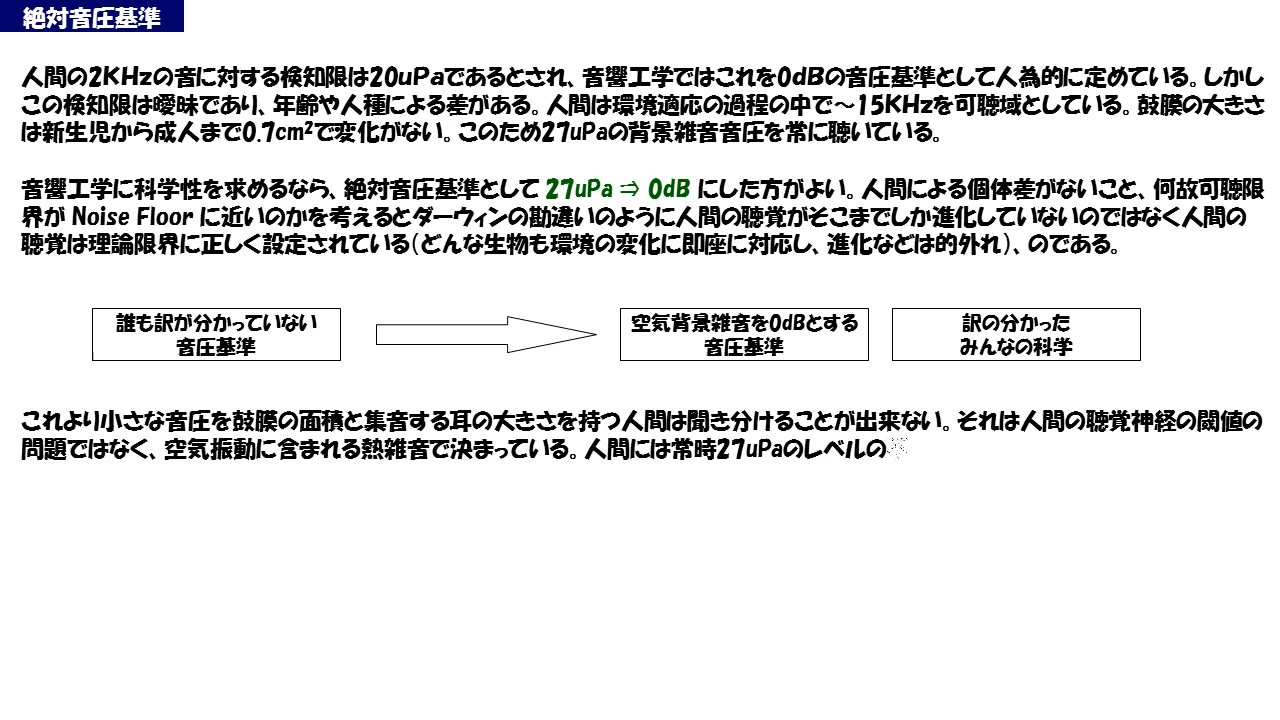 絶対音圧基準
人間の2KHzの音に対する検知限は20uPaであるとされ、音響工学ではこれを0dBの音圧基準として人為的に定めている。しかし
この検知限は曖昧であり、年齢や人種による差がある。人間は環境適応の過程の中で～15KHzを可聴域としている。鼓膜の大きさ
は新生児から成人まで0.7cm²で変化がない。このため27uPaの背景雑音音圧を常に聴いている。
音響工学に科学性を求めるなら、絶対音圧基準として 27uPa ⇒ 0dB にした方がよい。人間による個体差がないこと、何故可聴限
界が Noise Floor に近いのかを考えるとダーウィンの勘違いのように人間の聴覚がそこまでしか進化していないのではなく人間の
聴覚は理論限界に正しく設定されている(どんな生物も環境の変化に即座に対応し、進化などは的外れ)、のである。
誰も訳が分かっていない
音圧基準
空気背景雑音を0dBとする
音圧基準
訳の分かった
みんなの科学
これより小さな音圧を鼓膜の面積と集音する耳の大きさを持つ人間は聞き分けることが出来ない。それは人間の聴覚神経の閾値の
問題ではなく、空気振動に含まれる熱雑音で決まっている。人間には常時27uPaのレベルの